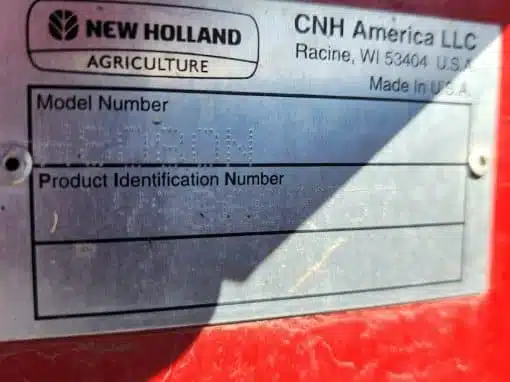 NEW HOLLAND
AGRICULTURE
CNH America LLC
Racine, WI 53404 U.S.A.
Made in U.S.A.
Model Number
Product Identification Number